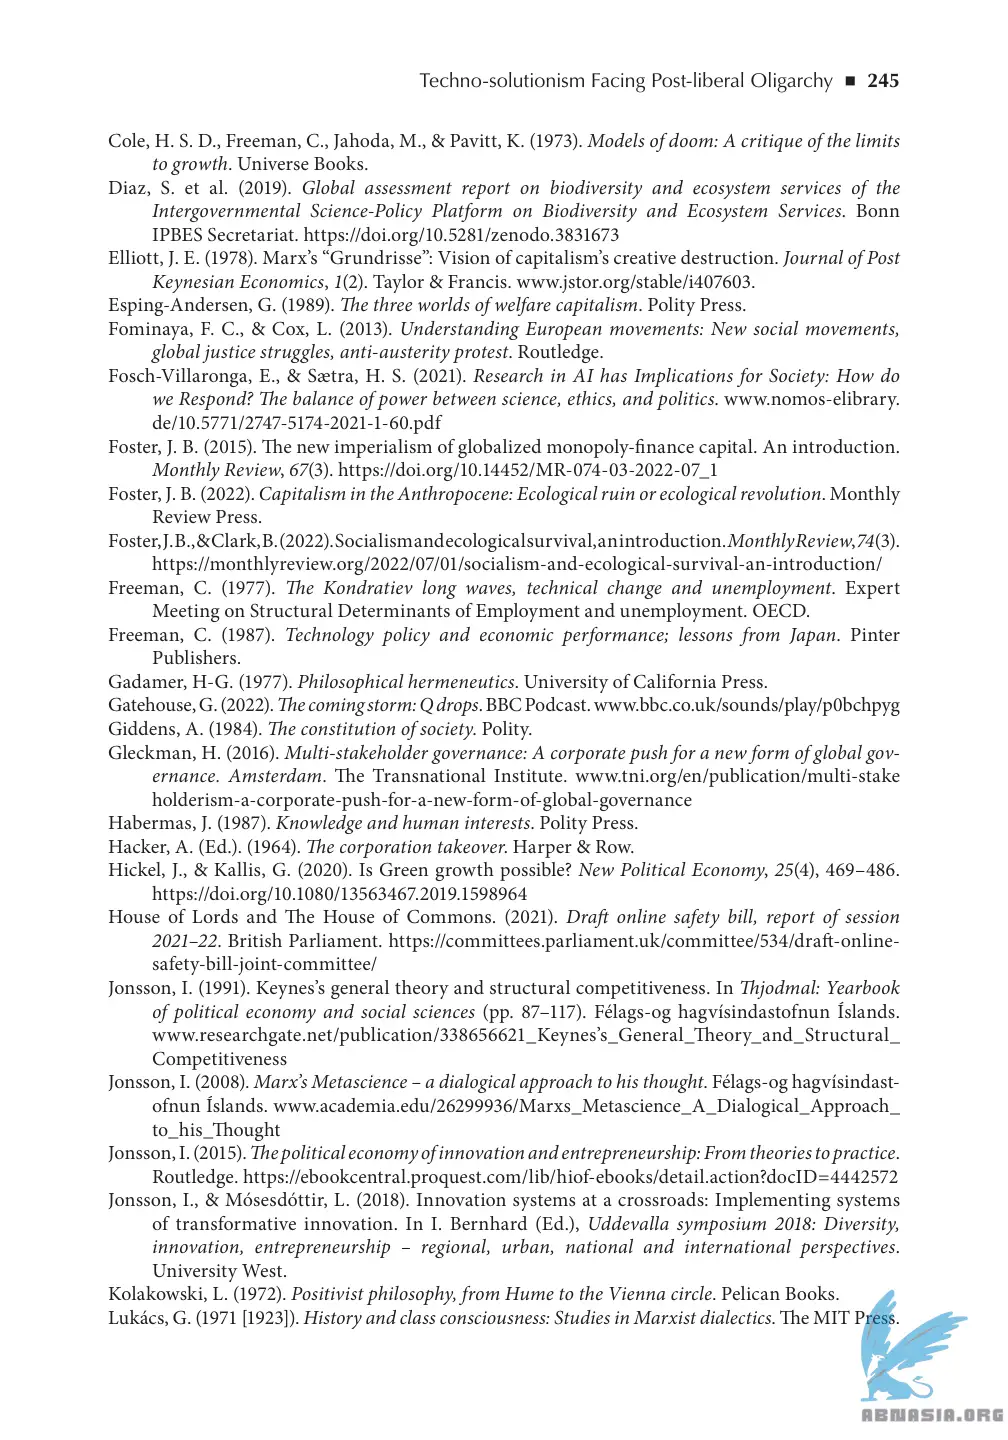 Techno-solutionism Facing Post-liberal Oligarchy ■ 245
Cole, H. S. D., Freeman, C., Jahoda, M., & Pavitt, K. (1973). Models of doom: A critique of the limits
to growth. Universe Books.
Diaz, S. et al. (2019). Global assessment report on biodiversity and ecosystem services of the
Intergovernmental Science-Policy Platform on Biodiversity and Ecosystem Services. Bonn
IPBES Secretariat. https://doi.org/10.5281/zenodo.3831673
Elliott, J. E. (1978). Marx’s “Grundrisse”: Vision of capitalism’s creative destruction. Journal of Post
Keynesian Economics, 1(2). Taylor & Francis. www.jstor.org/stable/i407603.
Esping-Andersen, G. (1989). The three worlds of welfare capitalism. Polity Press.
Fominaya, F. C., & Cox, L. (2013). Understanding European movements: New social movements,
global justice struggles, anti-austerity protest. Routledge.
Fosch-Villaronga, E., & Sætra, H. S. (2021). Research in AI has Implications for Society: How do
we Respond? The balance of power between science, ethics, and politics. www.nomos-elibrary.
de/10.5771/2747-5174-2021-1-60.pdf
Foster, J. B. (2015). The new imperialism of globalized monopoly-finance capital. An introduction.
Monthly Review, 67(3). https://doi.org/10.14452/MR-074-03-2022-07_1
Foster, J. B. (2022). Capitalism in the Anthropocene: Ecological ruin or ecological revolution. Monthly
Review Press.
Foster, J. B., & Clark, B. (2022). Socialism and ecological survival, an introduction. Monthly Review, 74(3).
https://monthlyreview.org/2022/07/01/socialism-and-ecological-survival-an-introduction/
Freeman, C. (1977). The Kondratiev long waves, technical change and unemployment. Expert
Meeting on Structural Determinants of Employment and unemployment. OECD.
Freeman, C. (1987). Technology policy and economic performance; lessons from Japan. Pinter
Publishers.
Gadamer, H-G. (1977). Philosophical hermeneutics. University of California Press.
Gatehouse, G. (2022). The coming storm: Q drops. BBC Podcast. www.bbc.co.uk/sounds/play/p0bchpyg
Giddens, A. (1984). The constitution of society. Polity.
Gleckman, H. (2016). Multi-stakeholder governance: A corporate push for a new form of global gov-
ernance. Amsterdam. The Transnational Institute. www.tni.org/en/publication/multi-stake
holderism-a-corporate-push-for-a-new-form-of-global-governance
Habermas, J. (1987). Knowledge and human interests. Polity Press.
Hacker, A. (Ed.). (1964). The corporation takeover. Harper & Row.
Hickel, J., & Kallis, G. (2020). Is Green growth possible? New Political Economy, 25(4), 469–486.
https://doi.org/10.1080/13563467.2019.1598964
House of Lords and The House of Commons. (2021). Draft online safety bill, report of session
2021–22. British Parliament. https://committees.parliament.uk/committee/534/draft-online-
safety-bill-joint-committee/
Jonsson, I. (1991). Keynes’s general theory and structural competitiveness. In Thjodmal: Yearbook
of political economy and social sciences (pp. 87–117). Félags-og hagvísindastofnun Íslands.
www.researchgate.net/publication/338656621_Keynes’s_General_Theory_and_Structural_
Competitiveness
Jonsson, I. (2008). Marx’s Metascience – a dialogical approach to his thought. Félags-og hagvísindast-
ofnun Íslands. www.academia.edu/26299936/Marxs_Metascience_A_Dialogical_Approach_
to_his_Thought
Jonsson, I. (2015). The political economy of innovation and entrepreneurship: From theories to practice.
Routledge. https://ebookcentral.proquest.com/lib/hiof-ebooks/detail.action?docID=4442572
Jonsson, I., & Mósesdóttir, L. (2018). Innovation systems at a crossroads: Implementing systems
of transformative innovation. In I. Bernhard (Ed.), Uddevalla symposium 2018: Diversity,
innovation, entrepreneurship – regional, urban, national and international perspectives.
University West.
Kolakowski, L. (1972). Positivist philosophy, from Hume to the Vienna circle. Pelican Books.
Lukács, G. (1971 [1923]). History and class consciousness: Studies in Marxist dialectics. The MIT Press.
ABNASIA.ORG